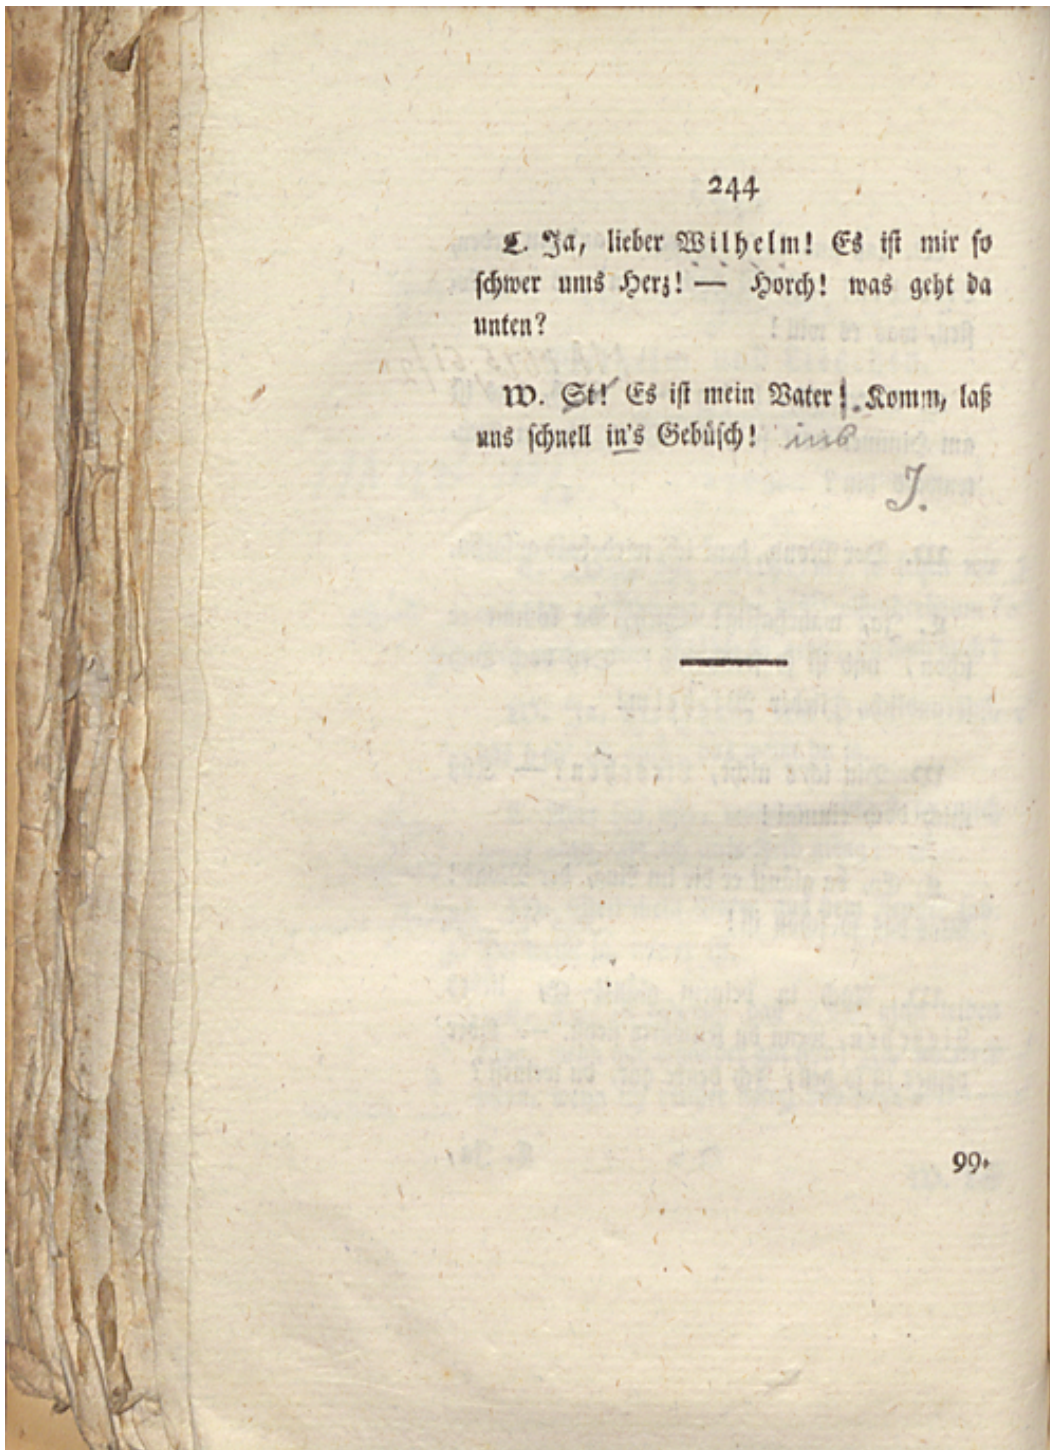 244
L. Ja, lieber Wilhelm! Es ist mir so
schwer ums Herz! — Horch! was geht da
unten?
W. St! Es ist mein Vater! Komm, laß
uns schnell in's Gebüsch! ins
J.
99.